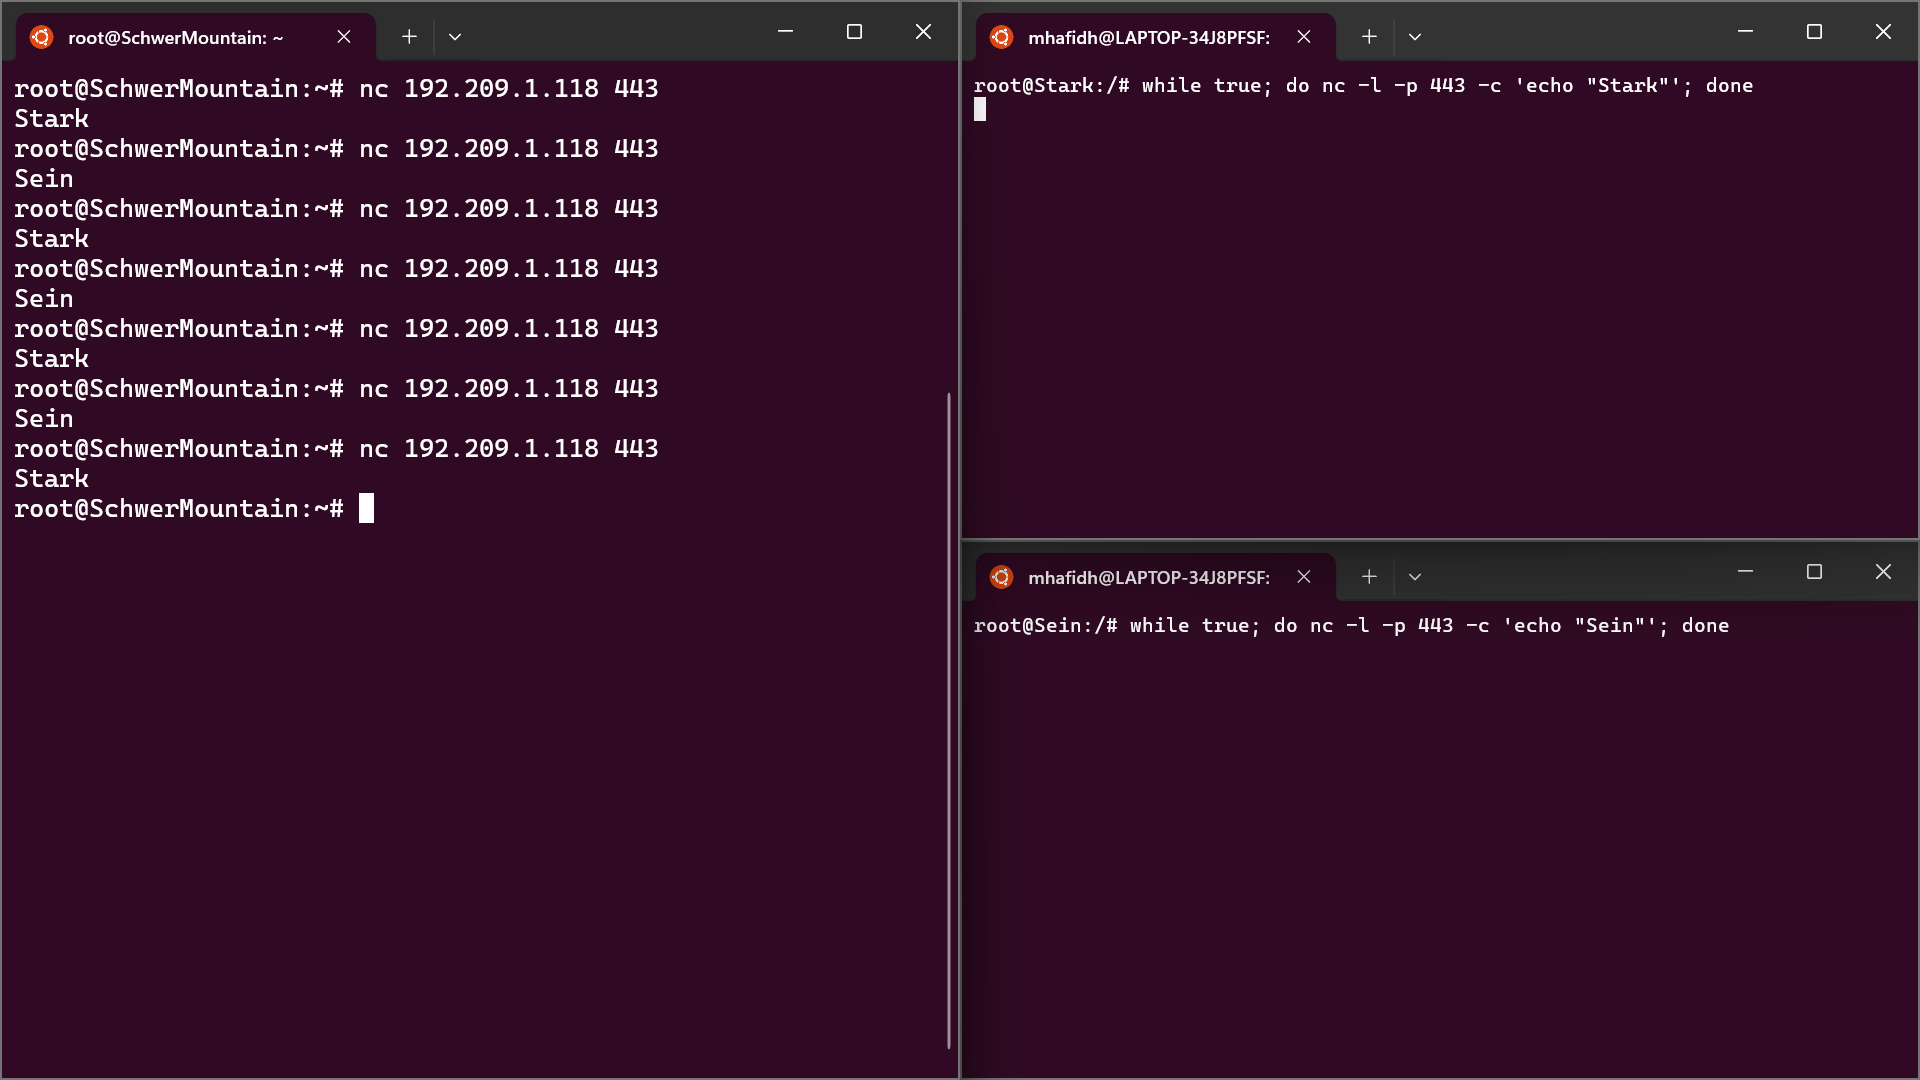 root@SchwerMountain: ~
root@SchwerMountain:~# nc 192.209.1.118 443
Stark
root@SchwerMountain:~# nc 192.209.1.118 443
Sein
root@SchwerMountain:~# nc 192.209.1.118 443
Stark
root@SchwerMountain:~# nc 192.209.1.118 443
Sein
root@SchwerMountain:~# nc 192.209.1.118 443
Stark
root@SchwerMountain:~# nc 192.209.1.118 443
Sein
root@SchwerMountain:~# nc 192.209.1.118 443
Stark
root@SchwerMountain:~#
mhafidh@LAPTOP-34J8PFSF:
root@Stark:/# while true; do nc -l -p 443 -c 'echo "Stark"'; done
mhafidh@LAPTOP-34J8PFSF:
root@Sein:/# while true; do nc -l -p 443 -c 'echo "Sein"'; done